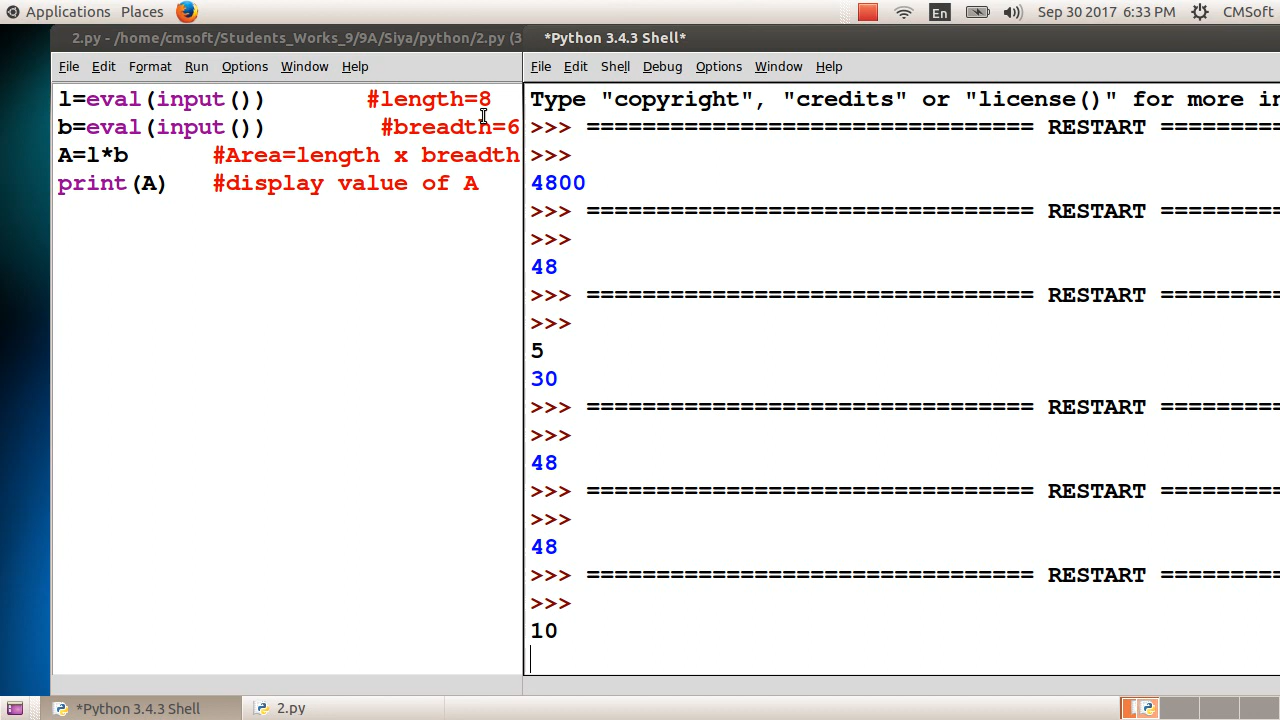 Applications Places En Sep 30 2017 6:33 PM CMSoft
2.py - /home/cmsoft/Students_Works_9/9A/Siya/python/2.py (3
File Edit Format Run Options Window Help
l=eval(input()) #length=8
b=eval(input()) #breadth=6
A=l*b #Area=length x breadth
print(A) #display value of A
*Python 3.4.3 Shell*
File Edit Shell Debug Options Window Help
Type "copyright", "credits" or "license()" for more in
>>> ================================ RESTART =========
>>>
4800
>>> ================================ RESTART =========
>>>
48
>>> ================================ RESTART =========
>>>
5
30
>>> ================================ RESTART =========
>>>
48
>>> ================================ RESTART =========
>>>
48
>>> ================================ RESTART =========
>>>
10
*Python 3.4.3 Shell 2.py